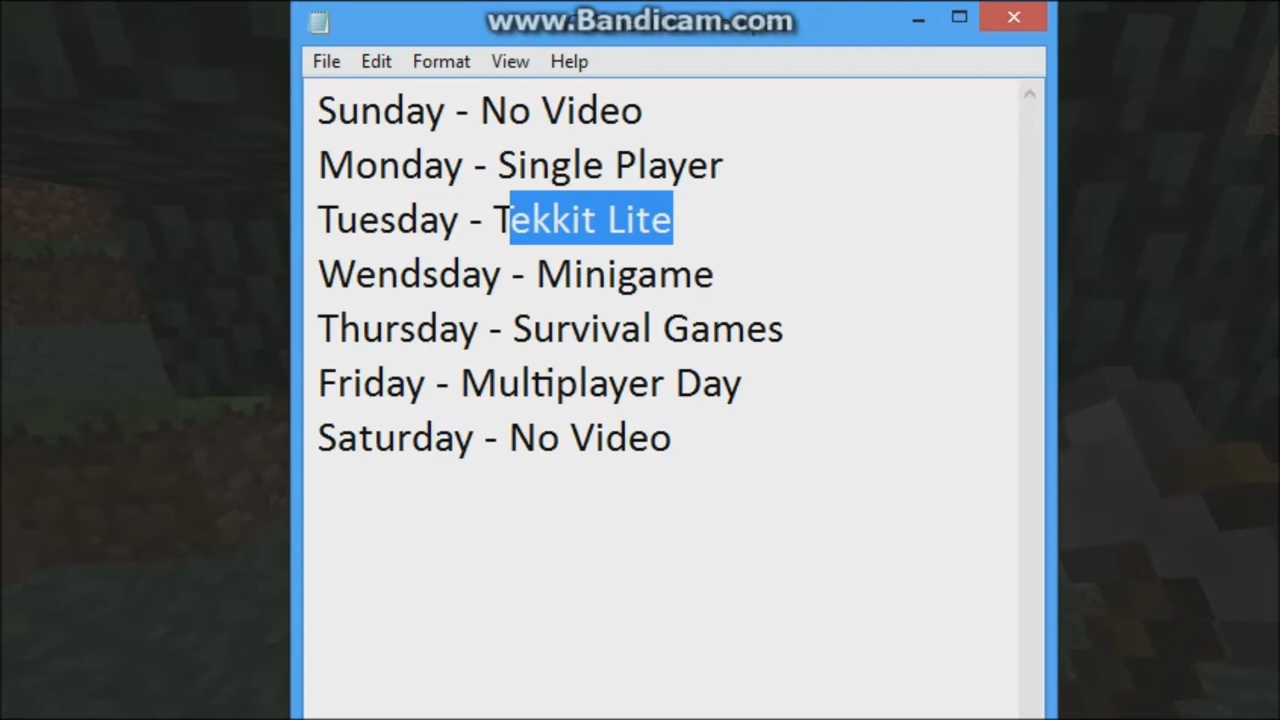 www.Bandicam.com
File Edit Format View Help
Sunday - No Video
Monday - Single Player
Tuesday - Tekkit Lite
Wendsday - Minigame
Thursday - Survival Games
Friday - Multiplayer Day
Saturday - No Video